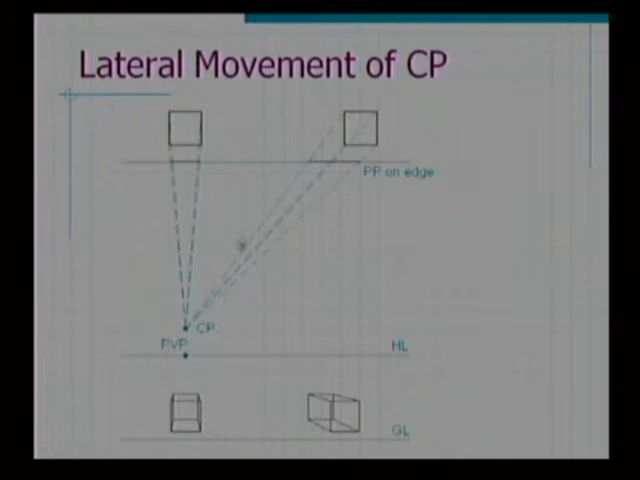 Lateral Movement of CP
PP on edge
CP
PVP
HL
GL